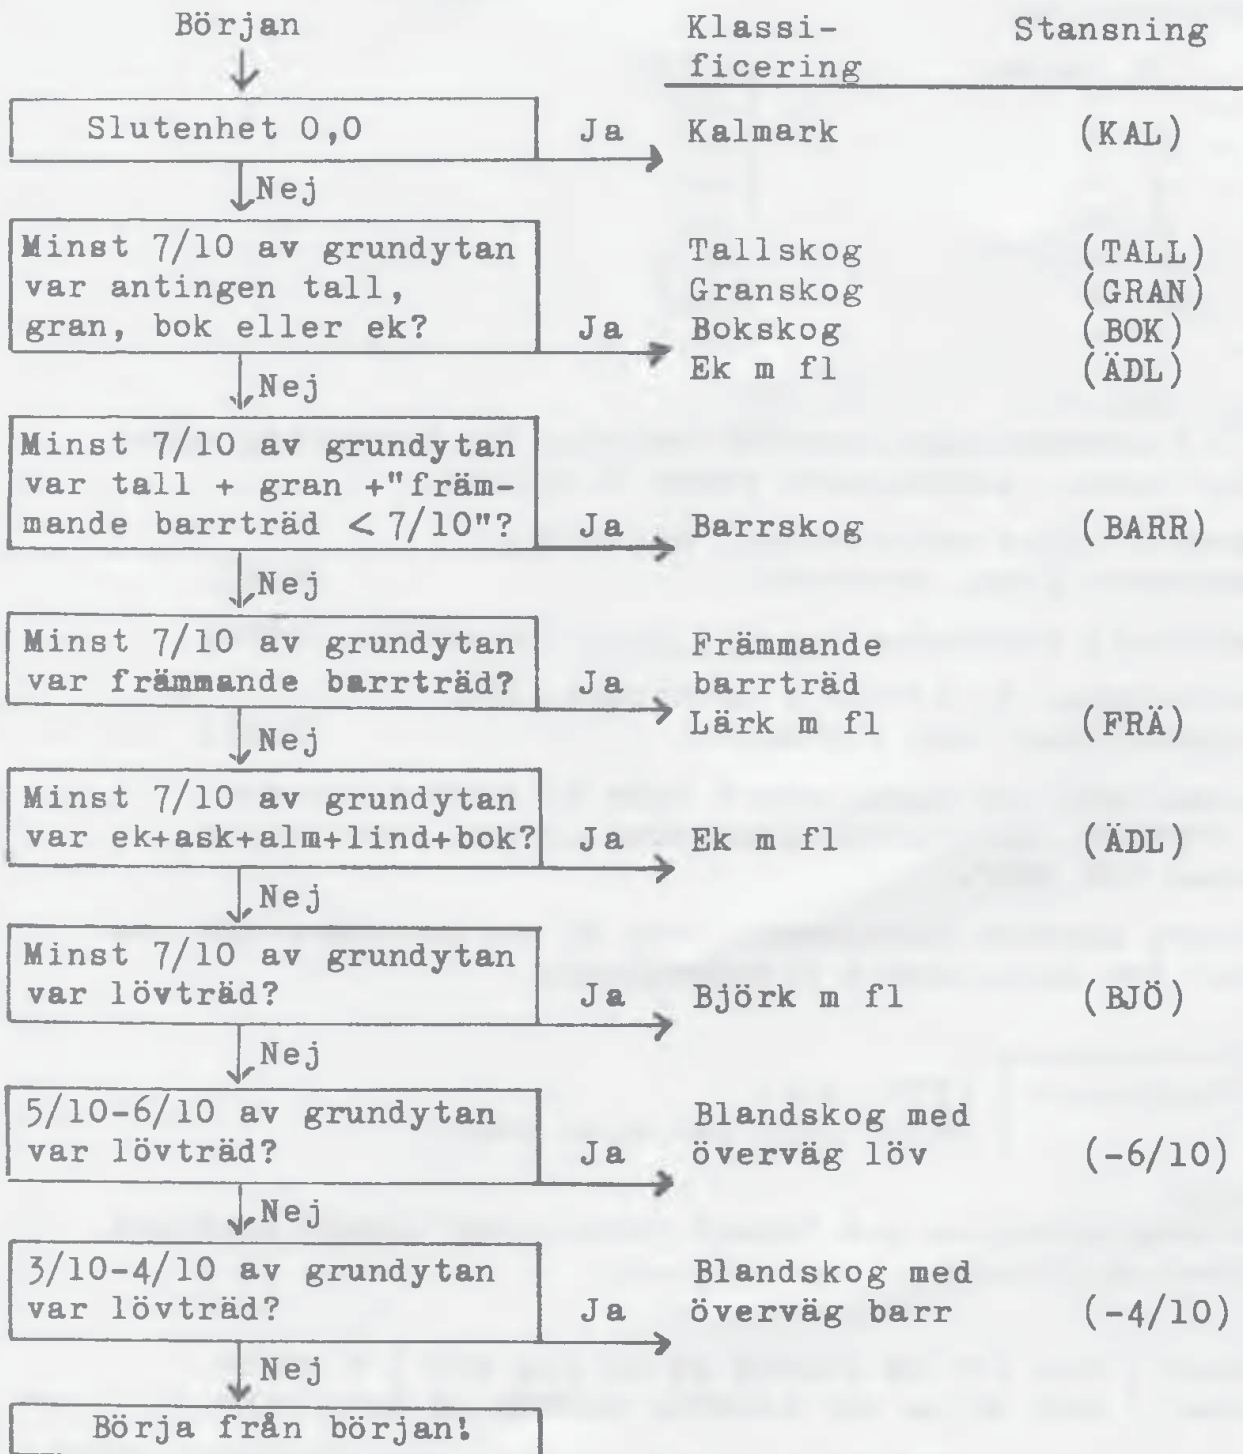 Början Klassi- Stansning
ficering
Slutenhet 0,0 Ja Kalmark (KAL)
Nej
Minst 7/10 av grundytan Tallskog (TALL)
var antingen tall, Granskog (GRAN)
gran, bok eller ek? Ja Bokskog (BOK)
Nej Ek m fl (ÄDL)
Minst 7/10 av grundytan
var tall + gran +"främ-
mande barrträd < 7/10"? Ja Barrskog (BARR)
Nej
Minst 7/10 av grundytan Främmande
var främmande barrträd? Ja barrträd
Nej Lärk m fl (FRÄ)
Minst 7/10 av grundytan
var ek+ask+alm+lind+bok? Ja Ek m fl (ÄDL)
Nej
Minst 7/10 av grundytan
var lövträd? Ja Björk m fl (BJÖ)
Nej
5/10-6/10 av grundytan Blandskog med
var lövträd? Ja överväg löv (-6/10)
Nej
3/10-4/10 av grundytan Blandskog med
var lövträd? Ja överväg barr (-4/10)
Nej
Börja från början!